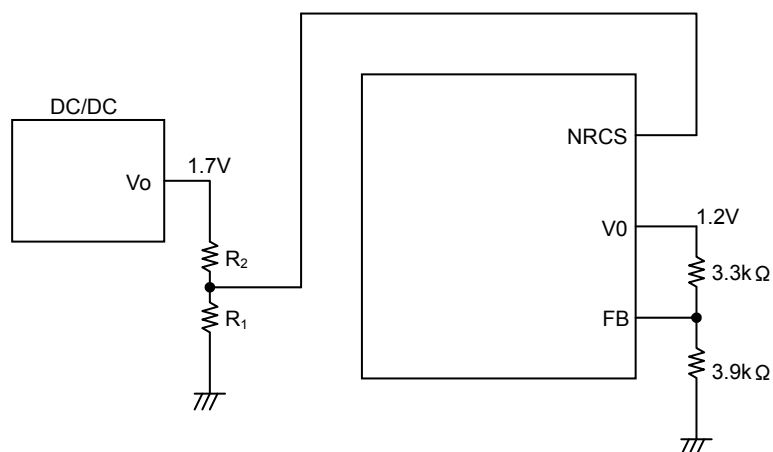 DC/DC
Vo
1.7V
R₂
R₁
NRCS
V0
1.2V
3.3kΩ
FB
3.9kΩ